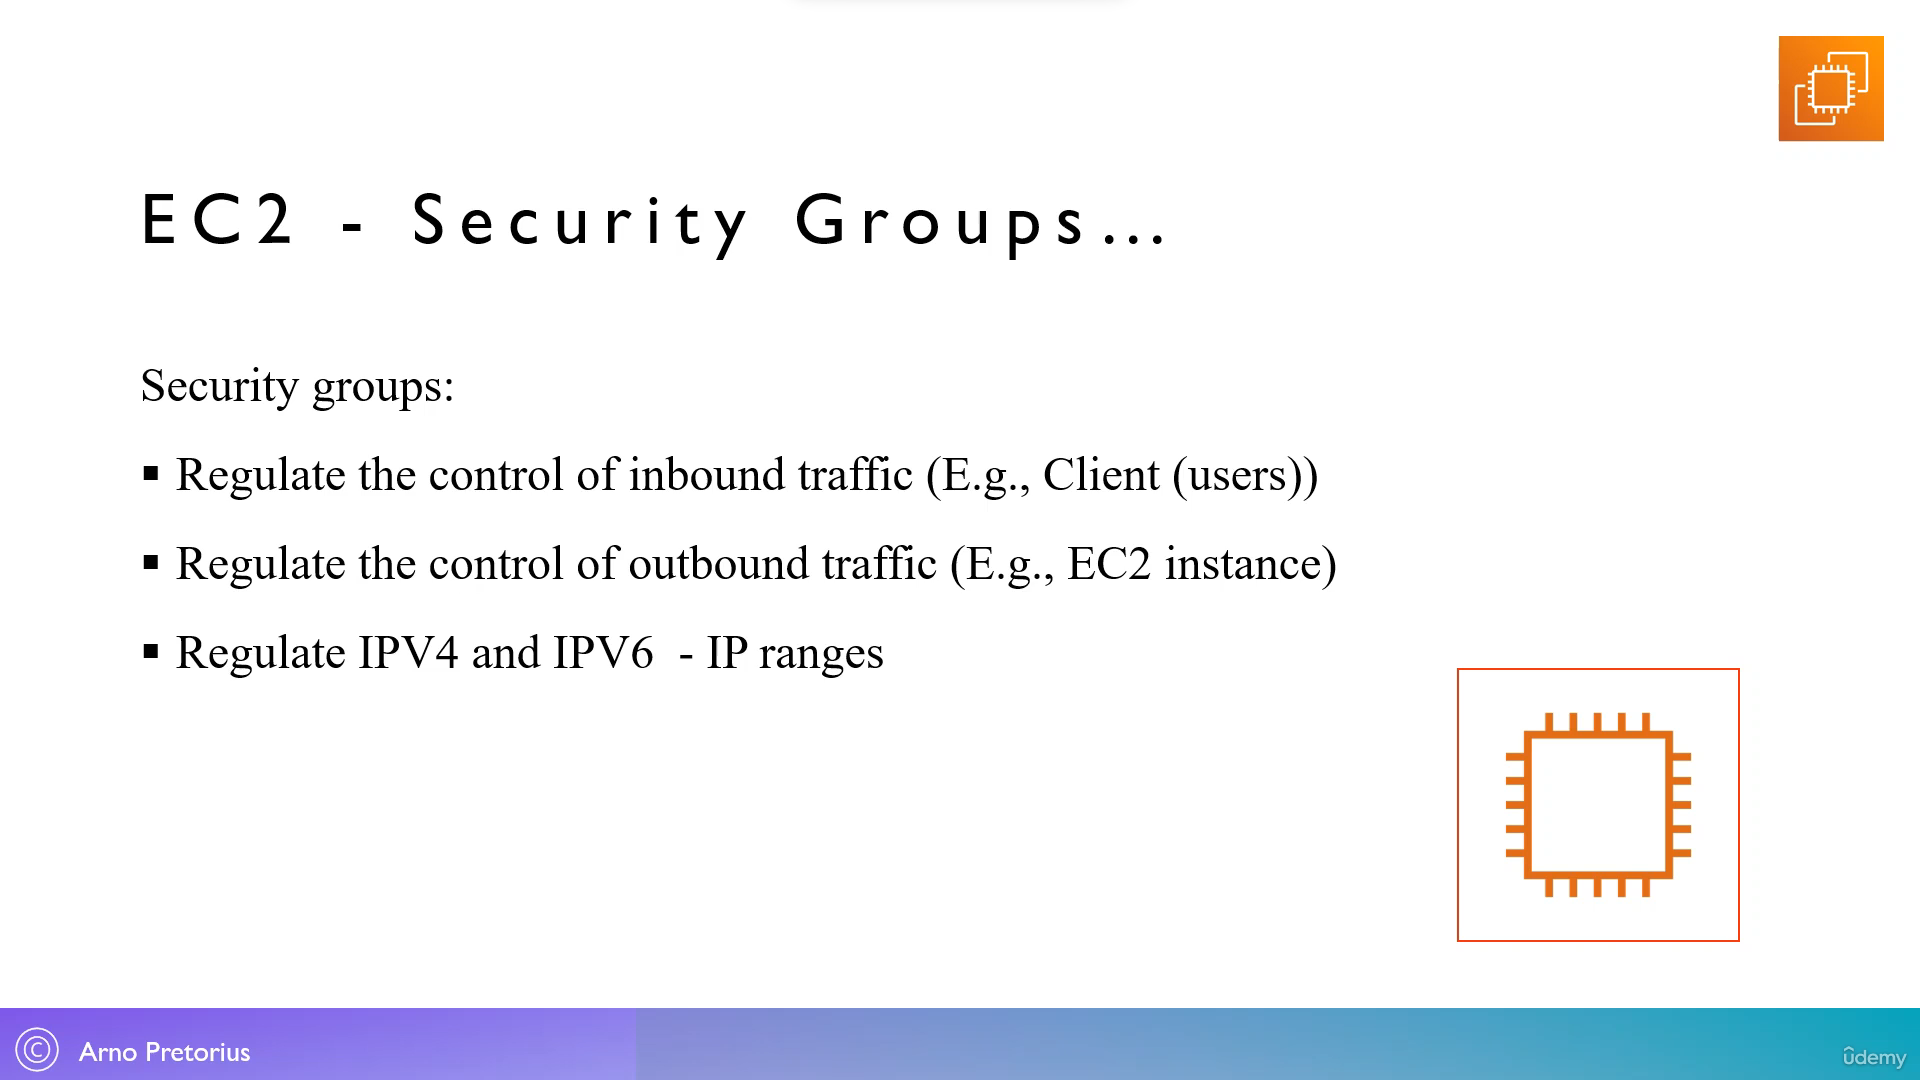 EC2 - Security Groups...
Security groups:
▪ Regulate the control of inbound traffic (E.g., Client (users))
▪ Regulate the control of outbound traffic (E.g., EC2 instance)
▪ Regulate IPV4 and IPV6  - IP ranges
© Arno Pretorius
ûdemy